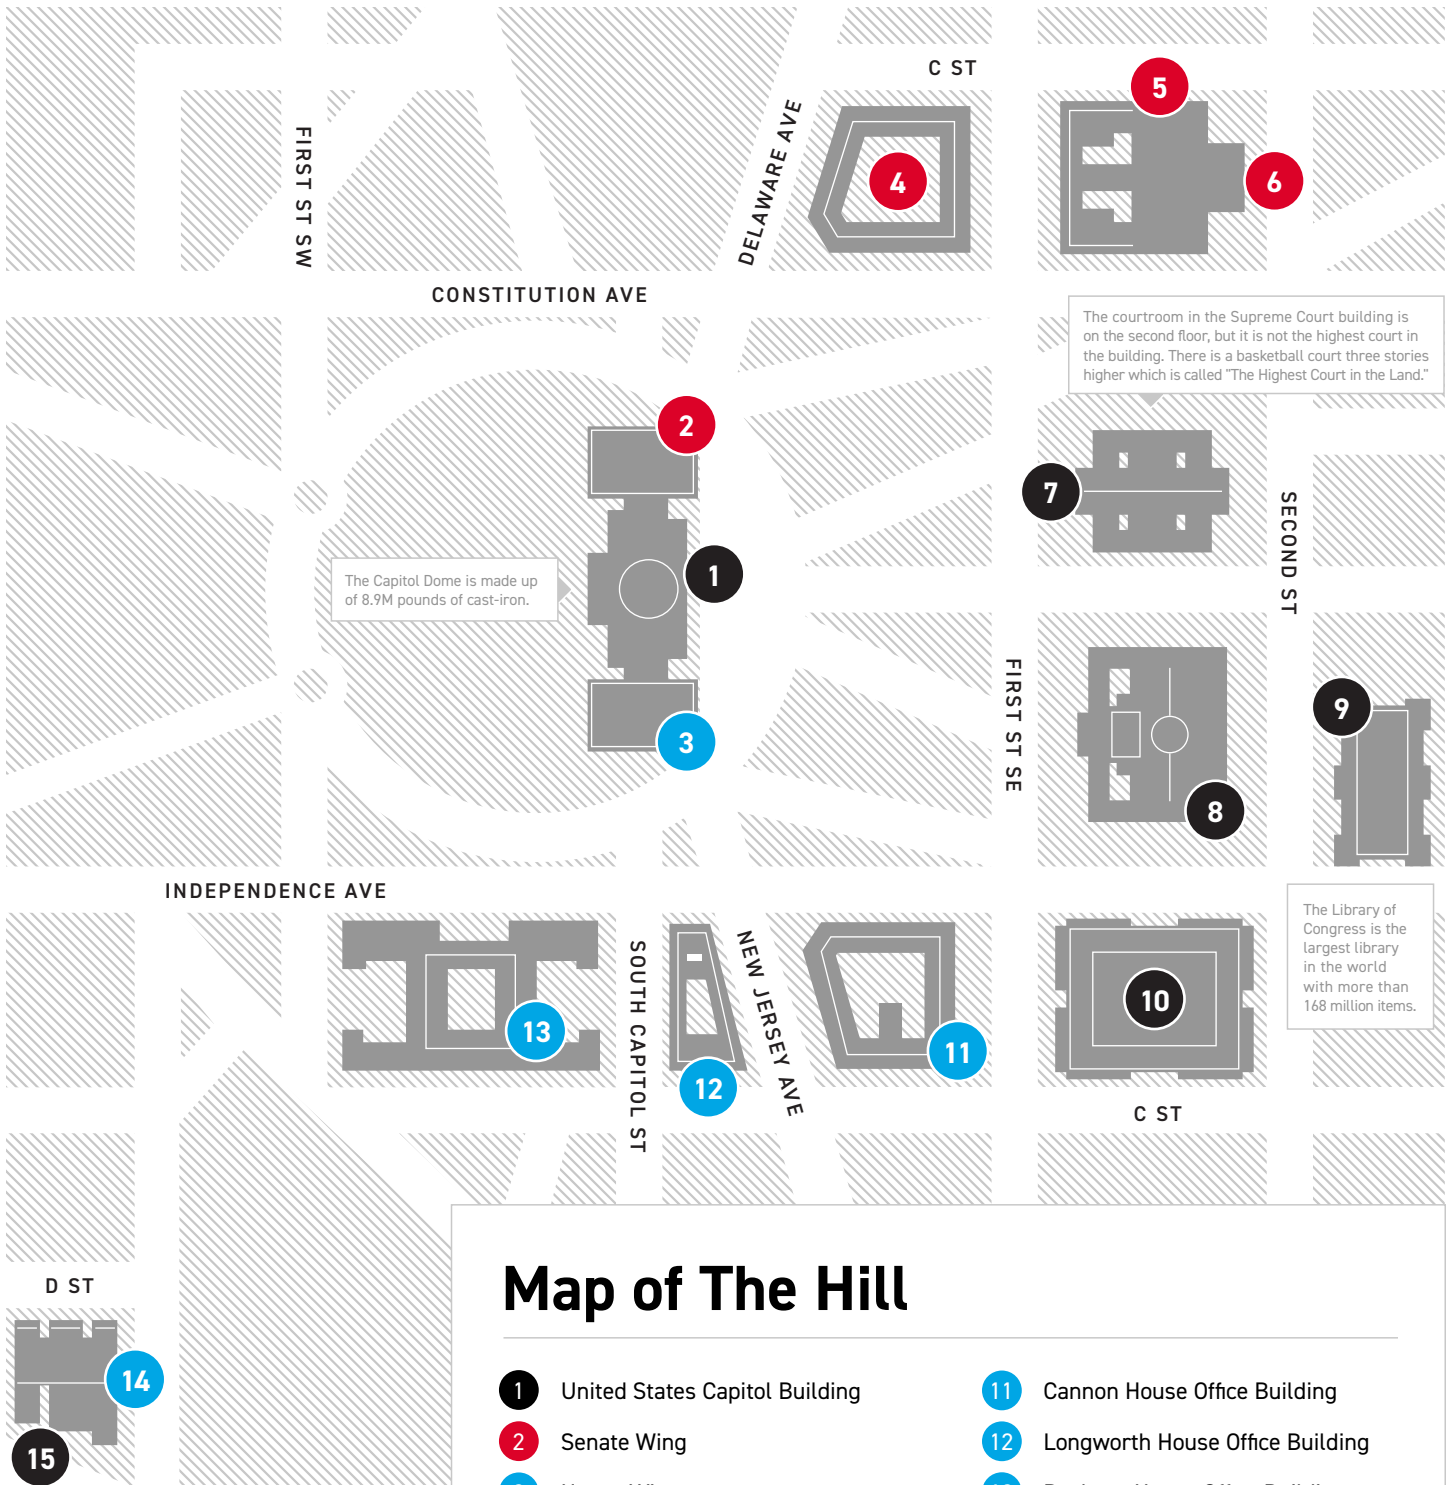 C ST
5
DELAWARE AVE
FIRST ST SW
4
6
CONSTITUTION AVE
The courtroom in the Supreme Court building is
on the second floor, but it is not the highest court in
the building. There is a basketball court three stories
higher which is called "The Highest Court in the Land."
2
7
SECOND ST
1
The Capitol Dome is made up
of 8.9M pounds of cast-iron.
FIRST ST SE
9
3
8
INDEPENDENCE AVE
The Library of
Congress is the
largest library
in the world
with more than
168 million items.
SOUTH CAPITOL ST
NEW JERSEY AVE
10
13
11
12
C ST
D ST
14
15
Map of The Hill
1 United States Capitol Building
2 Senate Wing
11 Cannon House Office Building
12 Longworth House Office Building